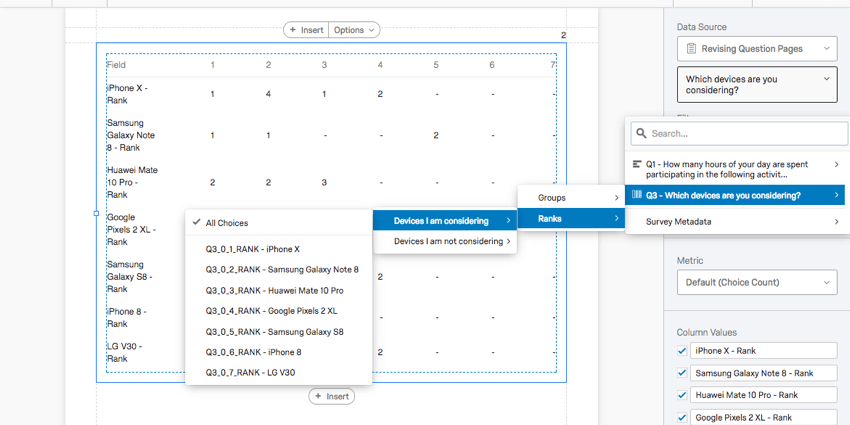 + Insert Options
2
Data Source
Revising Question Pages
Which devices are you
considering?
Search...
Q1 - How many hours of your day are spent
participating in the following activit...
Q3 - Which devices are you considering?
Survey Metadata
Groups
Ranks
Devices I am considering
Devices I am not considering
All Choices
Q3_0_1_RANK - iPhone X
Q3_0_2_RANK - Samsung Galaxy Note 8
Q3_0_3_RANK - Huawei Mate 10 Pro
Q3_0_4_RANK - Google Pixels 2 XL
Q3_0_5_RANK - Samsung Galaxy S8
Q3_0_6_RANK - iPhone 8
Q3_0_7_RANK - LG V30
Field 1 2 3 4 5 6 7
iPhone X - 1 4 1 2 - - -
Rank
Samsung
Galaxy Note 1 1 - - 2 - -
8 - Rank
Huawei Mate
10 Pro - 2 2 3 - - - -
Rank
Google
Pixels 2 XL -
Rank
Samsung
Galaxy S8 - 2 - - -
Rank
iPhone 8 - - - - -
Rank
LG V30 - 2 - - -
Rank
+ Insert
Metric
Default (Choice Count)
Column Values
iPhone X - Rank
Samsung Galaxy Note 8 - Rank
Huawei Mate 10 Pro - Rank
Google Pixels 2 XL - Rank